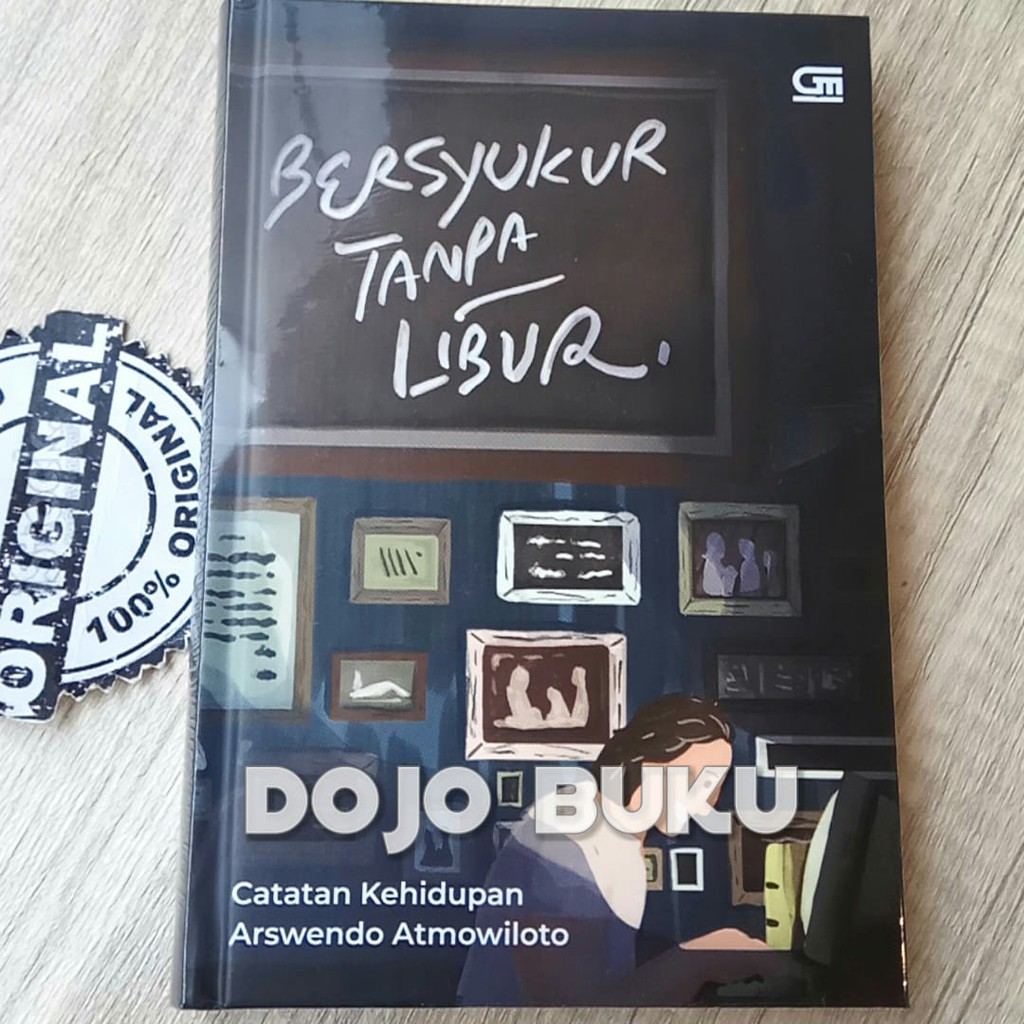 GM
BERSYUKUR
TANPA
LIBUR.
ORIGINAL
ORIGINAL
100%
DOJO BUKU
Catatan Kehidupan
Arswendo Atmowiloto